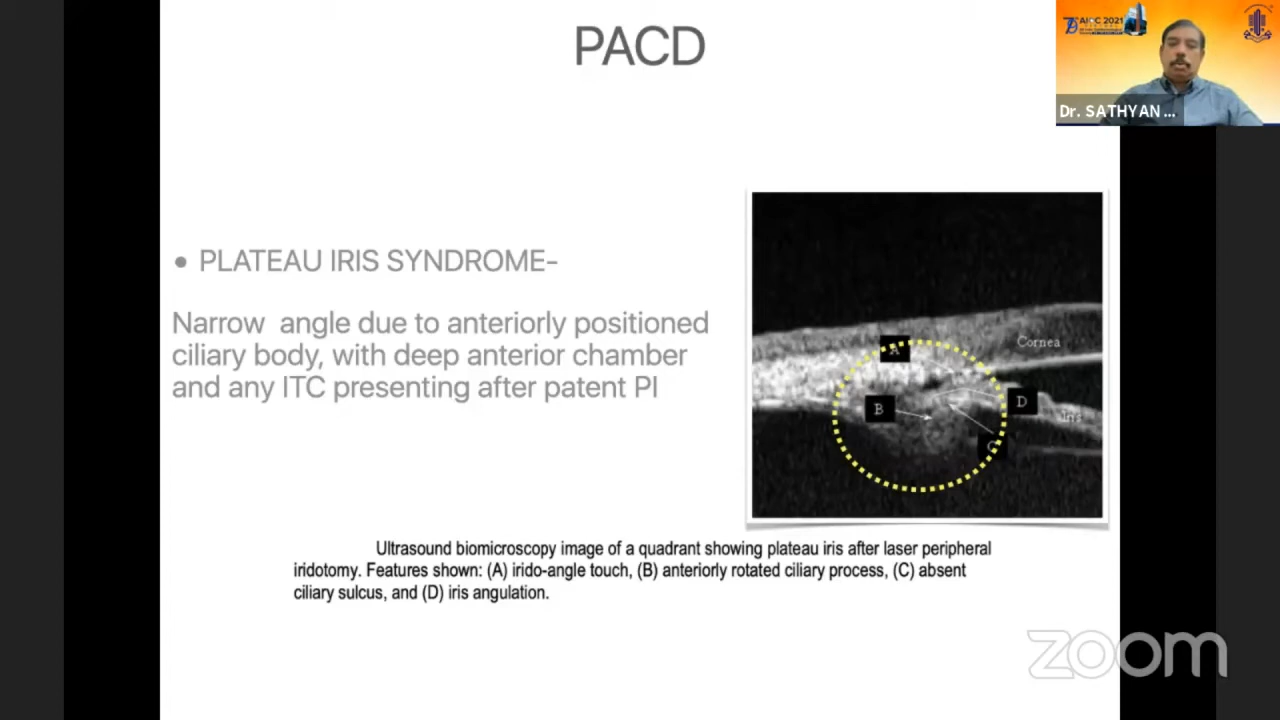 PACD
AIOC 2021
Dr. SATHYAN ...
• PLATEAU IRIS SYNDROME-
Narrow angle due to anteriorly positioned
ciliary body, with deep anterior chamber
and any ITC presenting after patent PI
Cornea
A
B
D
Iris
C
Ultrasound biomicroscopy image of a quadrant showing plateau iris after laser peripheral
iridotomy. Features shown: (A) irido-angle touch, (B) anteriorly rotated ciliary process, (C) absent
ciliary sulcus, and (D) iris angulation.
zoom